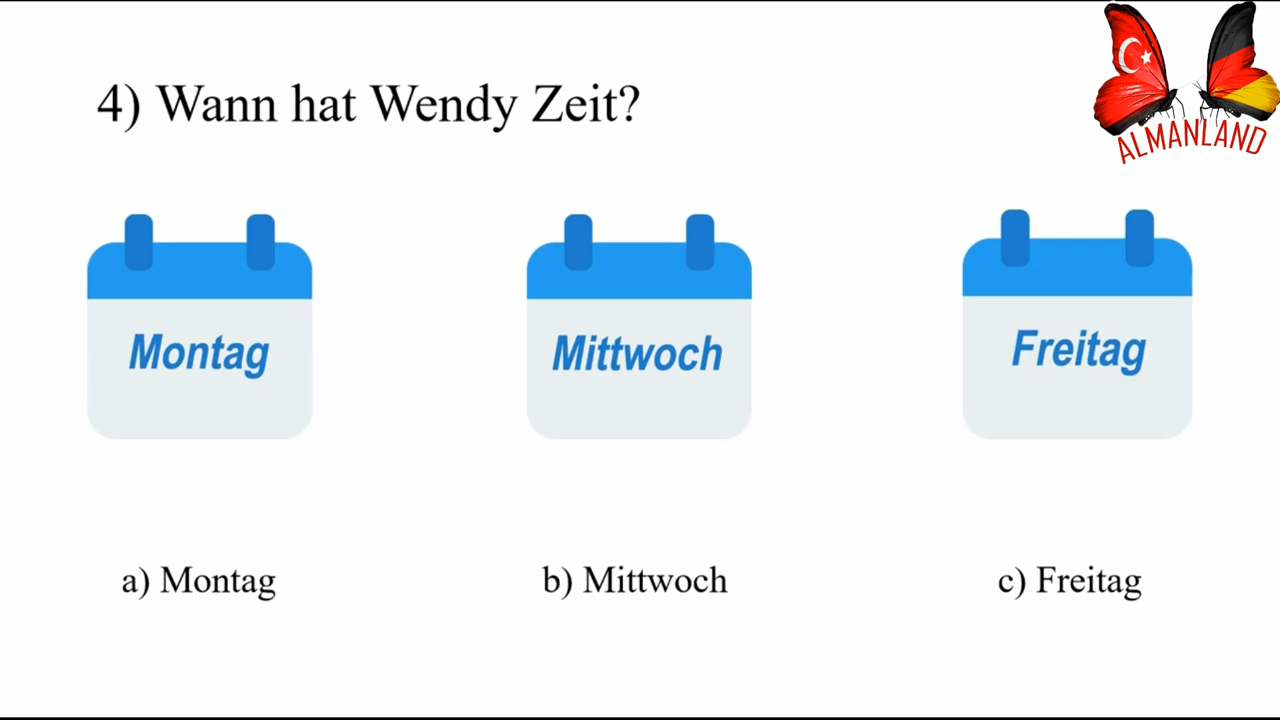 ALMANLAND
4) Wann hat Wendy Zeit?
Montag
Mittwoch
Freitag
a) Montag
b) Mittwoch
c) Freitag